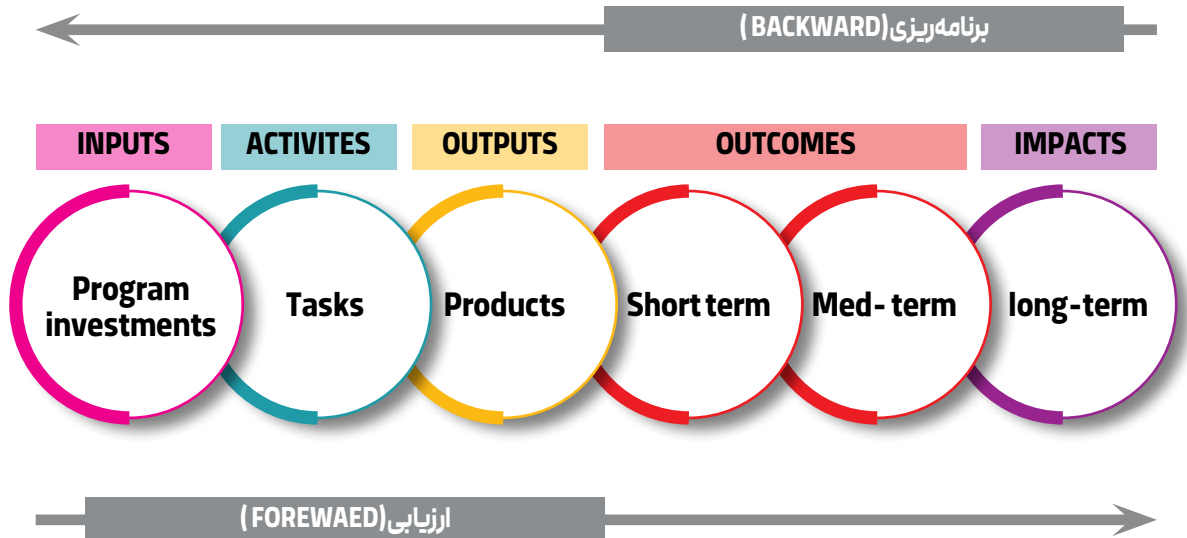 برنامه‌ریزی(BACKWARD)
INPUTS
ACTIVITES
OUTPUTS
OUTCOMES
IMPACTS
Program
investments
Tasks
Products
Short term
Med- term
long-term
ارزیابی(FOREWAED)